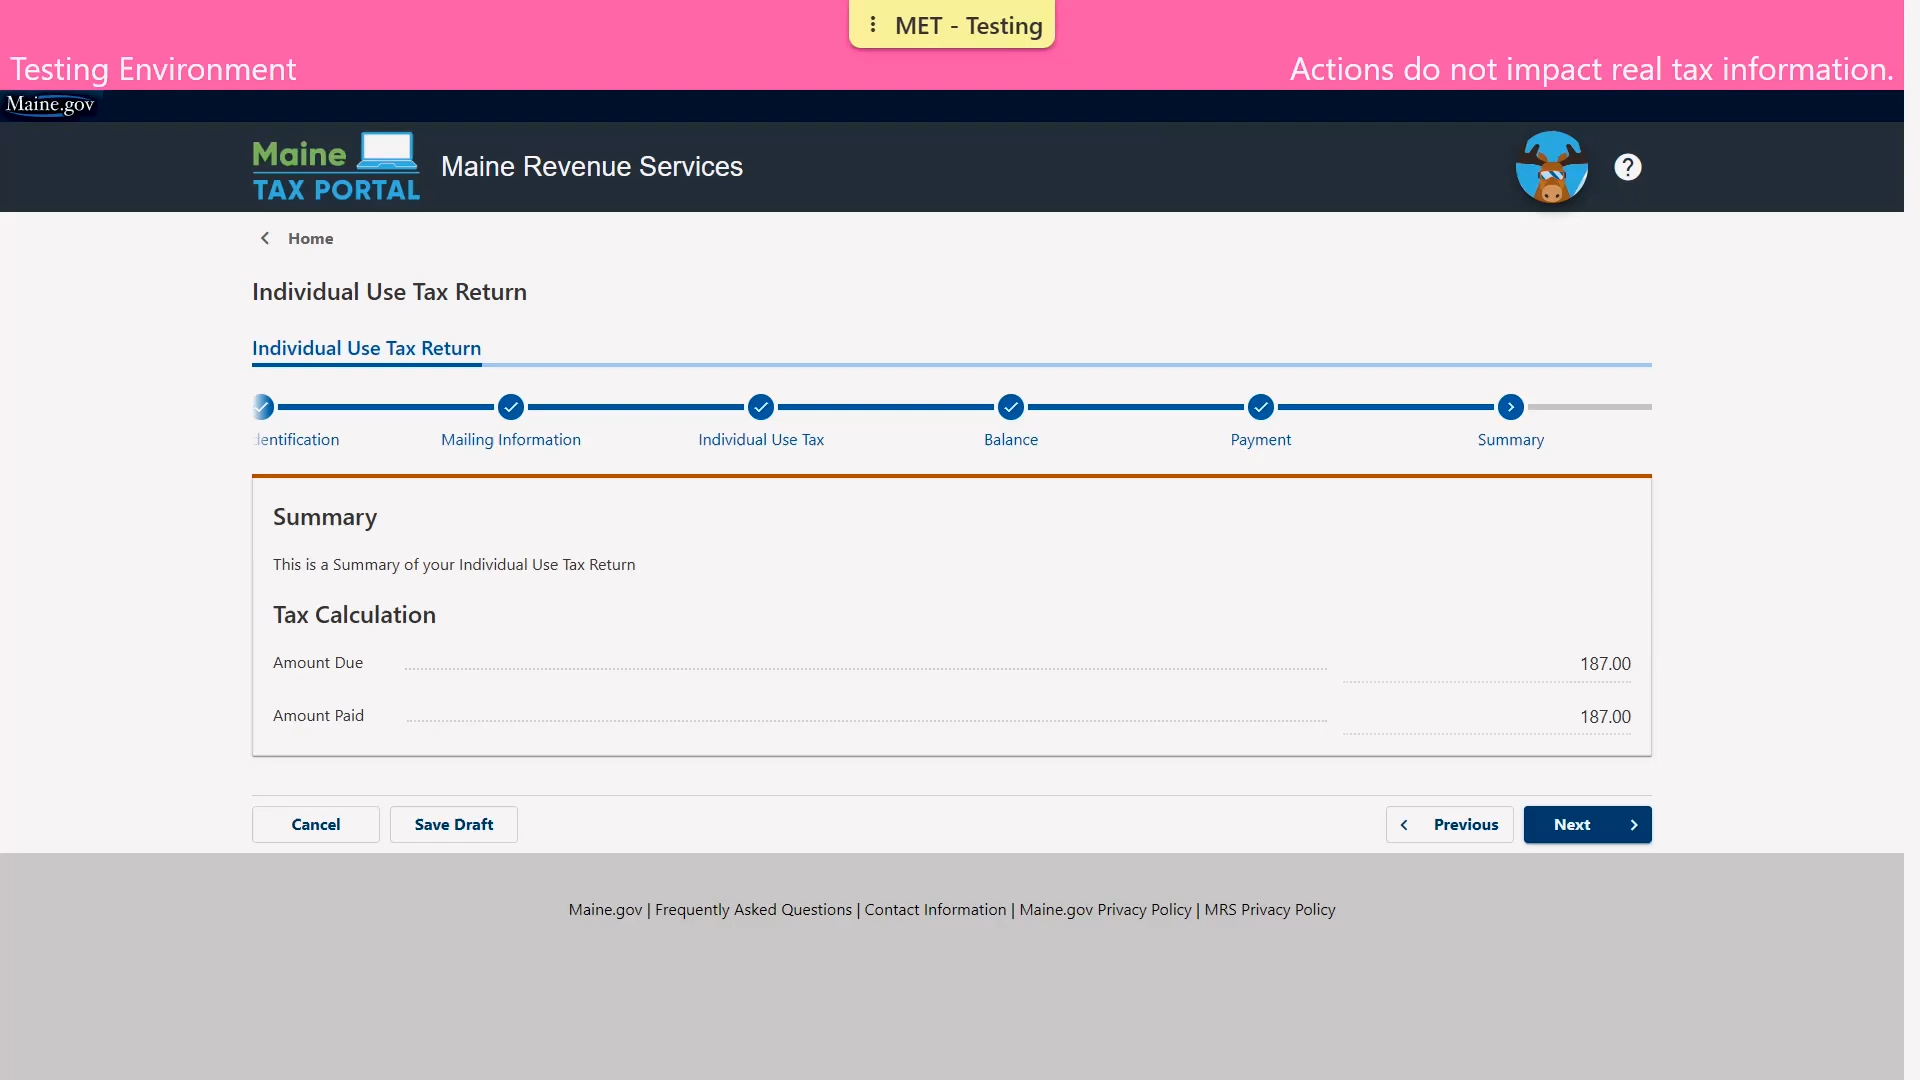 MET - Testing
Testing Environment
Actions do not impact real tax information.
Maine.gov
Maine
TAX PORTAL
Maine Revenue Services
?
Home
Individual Use Tax Return
Individual Use Tax Return
dentification
Mailing Information
Individual Use Tax
Balance
Payment
Summary
Summary
This is a Summary of your Individual Use Tax Return
Tax Calculation
Amount Due 187.00
Amount Paid 187.00
Cancel
Save Draft
Previous
Next
Maine.gov | Frequently Asked Questions | Contact Information | Maine.gov Privacy Policy | MRS Privacy Policy